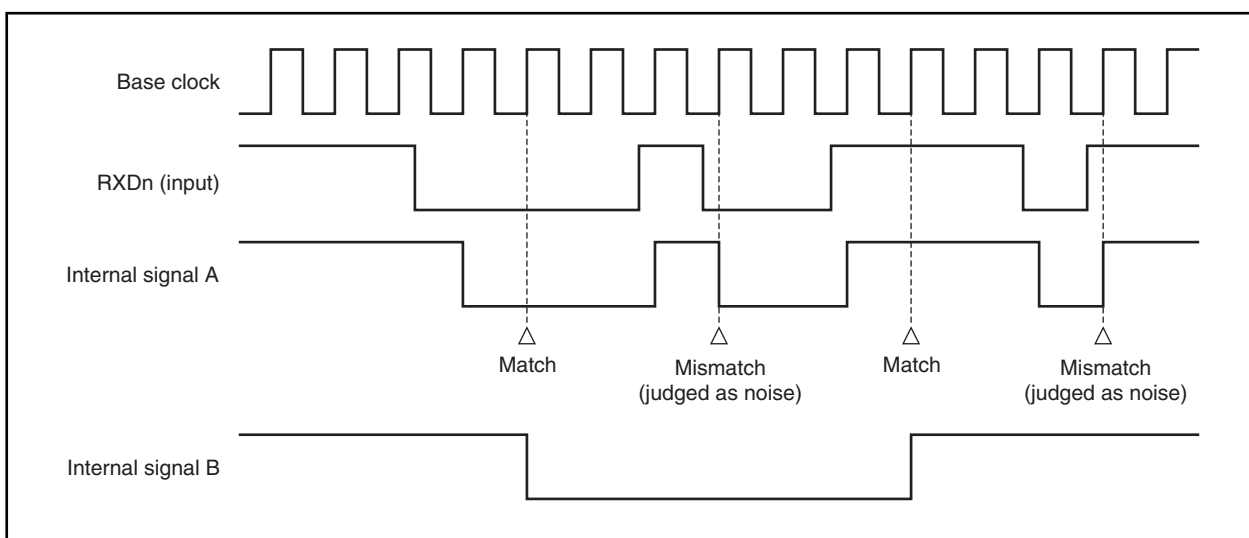 Base clock
RXDn (input)
Internal signal A
Match
Mismatch
(judged as noise)
Match
Mismatch
(judged as noise)
Internal signal B